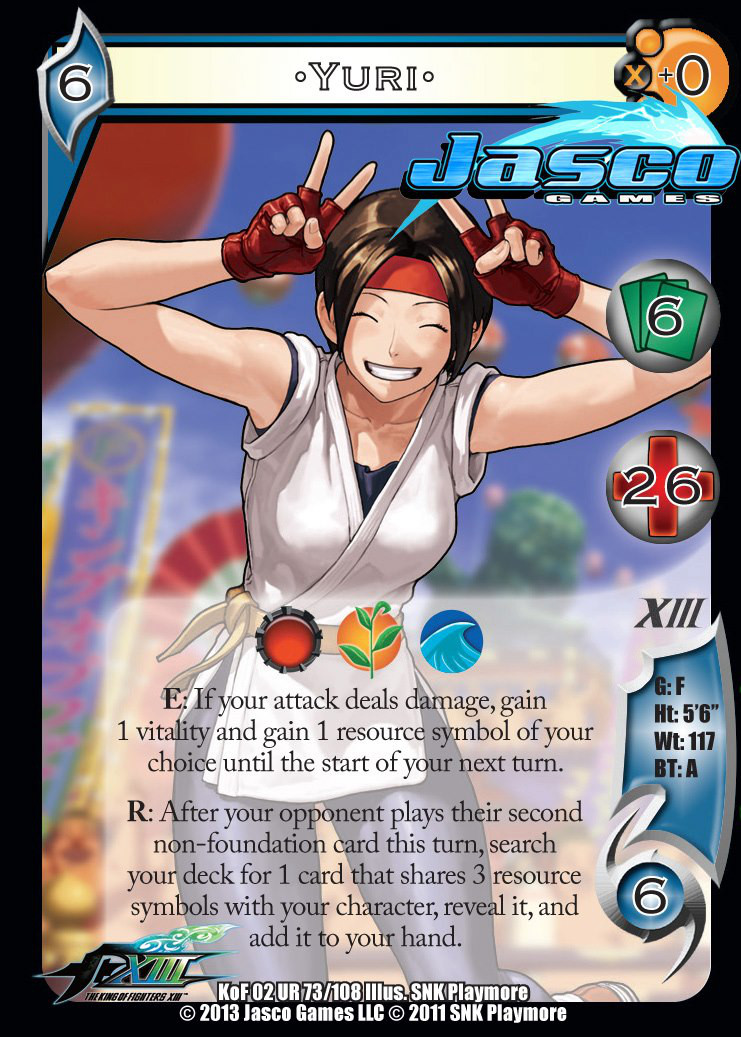 6
•YURI•
X +0
Jasco
GAMES
6
26
XIII
G: F
Ht: 5'6"
Wt: 117
BT: A
E: If your attack deals damage, gain
1 vitality and gain 1 resource symbol of your
choice until the start of your next turn.
R: After your opponent plays their second
non-foundation card this turn, search
your deck for 1 card that shares 3 resource
symbols with your character, reveal it, and
add it to your hand.
6
XIII
THE KING OF FIGHTERS XIII™
KoF 02 UR 73/108 Illus. SNK Playmore
© 2013 Jasco Games LLC © 2011 SNK Playmore